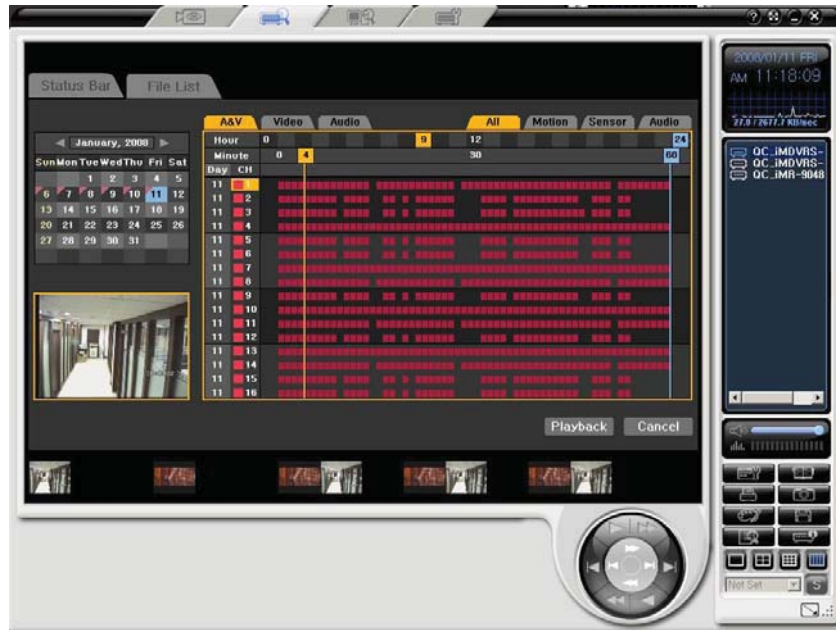 2008/01/11 FRI
AM 11:18:09
27.0 / 2677.7 KB/sec
Status Bar File List
A&V Video Audio All Motion Sensor Audio
January, 2008
Sun Mon Tue Wed Thu Fri Sat
1 2 3 4 5
6 7 8 9 10 11 12
13 14 15 16 17 18 19
20 21 22 23 24 25 26
27 28 29 30 31
Hour 0 9 12 24
Minute 0 4 30 60
Day CH
11 1
11 2
11 3
11 4
11 5
11 6
11 7
11 8
11 9
11 10
11 11
11 12
11 13
11 14
11 15
11 16
Playback Cancel
QC_iMDVRS-
QC_iMDVRS-
QC_iMR-9048
Not Set S